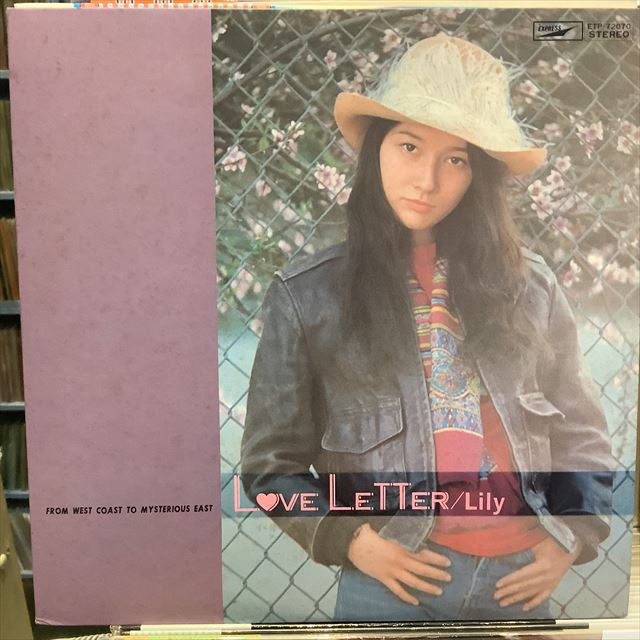 EXPRESS
ETP-72070
STEREO
LOVE LETTER/Lily
FROM WEST COAST TO MYSTERIOUS EAST